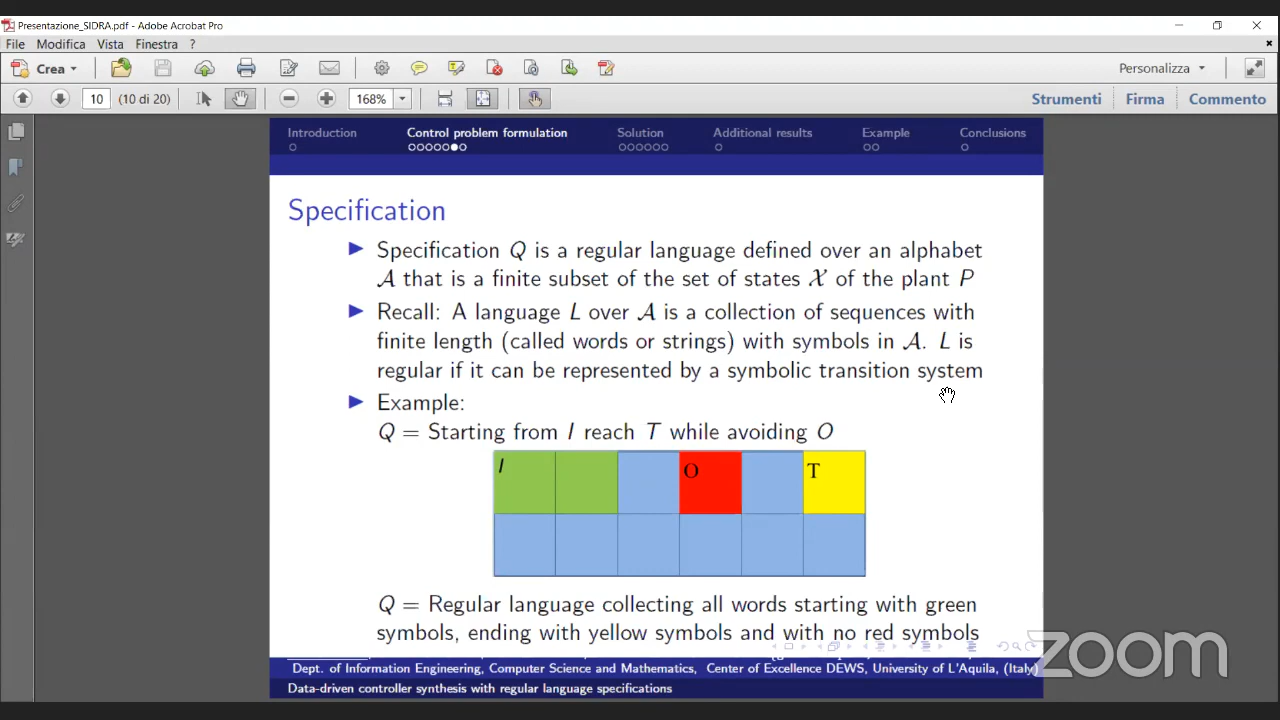 Presentazione_SIDRA.pdf - Adobe Acrobat Pro
File Modifica Vista Finestra ?
Crea Personalizza
10 (10 di 20) 168% Strumenti Firma Commento
Introduction Control problem formulation Solution Additional results Example Conclusions
Specification
Specification Q is a regular language defined over an alphabet
𝒜 that is a finite subset of the set of states 𝒳 of the plant P
Recall: A language L over 𝒜 is a collection of sequences with
finite length (called words or strings) with symbols in 𝒜. L is
regular if it can be represented by a symbolic transition system
Example:
Q = Starting from I reach T while avoiding O
I O T
Q = Regular language collecting all words starting with green
symbols, ending with yellow symbols and with no red symbols
Dept. of Information Engineering, Computer Science and Mathematics, Center of Excellence DEWS, University of L'Aquila, (Italy)
Data-driven controller synthesis with regular language specifications
zoom